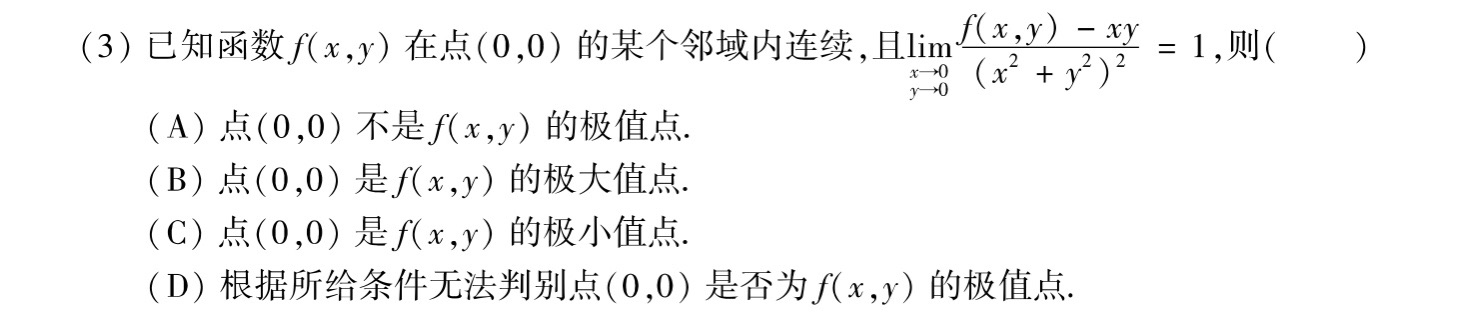 (3) 已知函数 f(x,y) 在点(0,0) 的某个邻域内连续,且 $\lim_{\substack{x \to 0 \\ y \to 0}} \frac{f(x,y) - xy}{(x^2 + y^2)^2} = 1$,则( )
(A) 点(0,0) 不是 f(x,y) 的极值点.
(B) 点(0,0) 是 f(x,y) 的极大值点.
(C) 点(0,0) 是 f(x,y) 的极小值点.
(D) 根据所给条件无法判别点(0,0) 是否为 f(x,y) 的极值点.